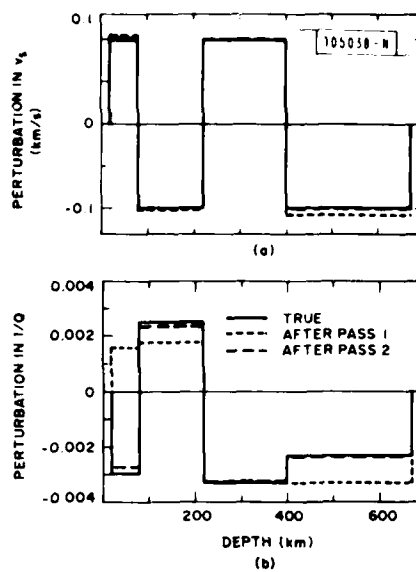 0.1
0
-0.1
PERTURBATION IN vs
(km/s)
105038-N
(a)
0.004
0.002
0
-0.002
-0.004
PERTURBATION IN 1/Q
TRUE
AFTER PASS 1
AFTER PASS 2
200
400
600
DEPTH (km)
(b)